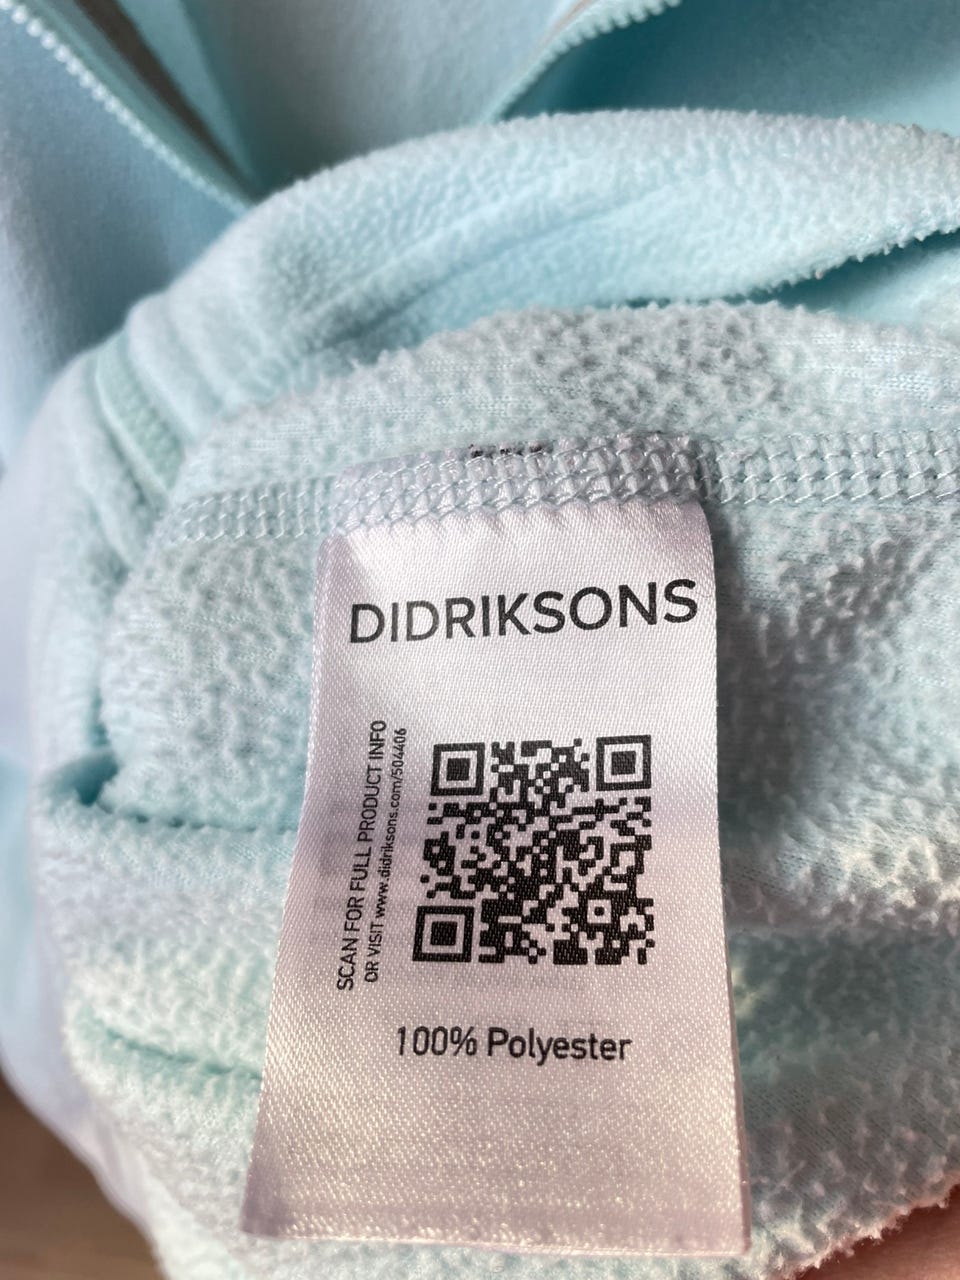 DIDRIKSONS
SCAN FOR FULL PRODUCT INFO
OR VISIT www.didriksons.com/504406
100% Polyester